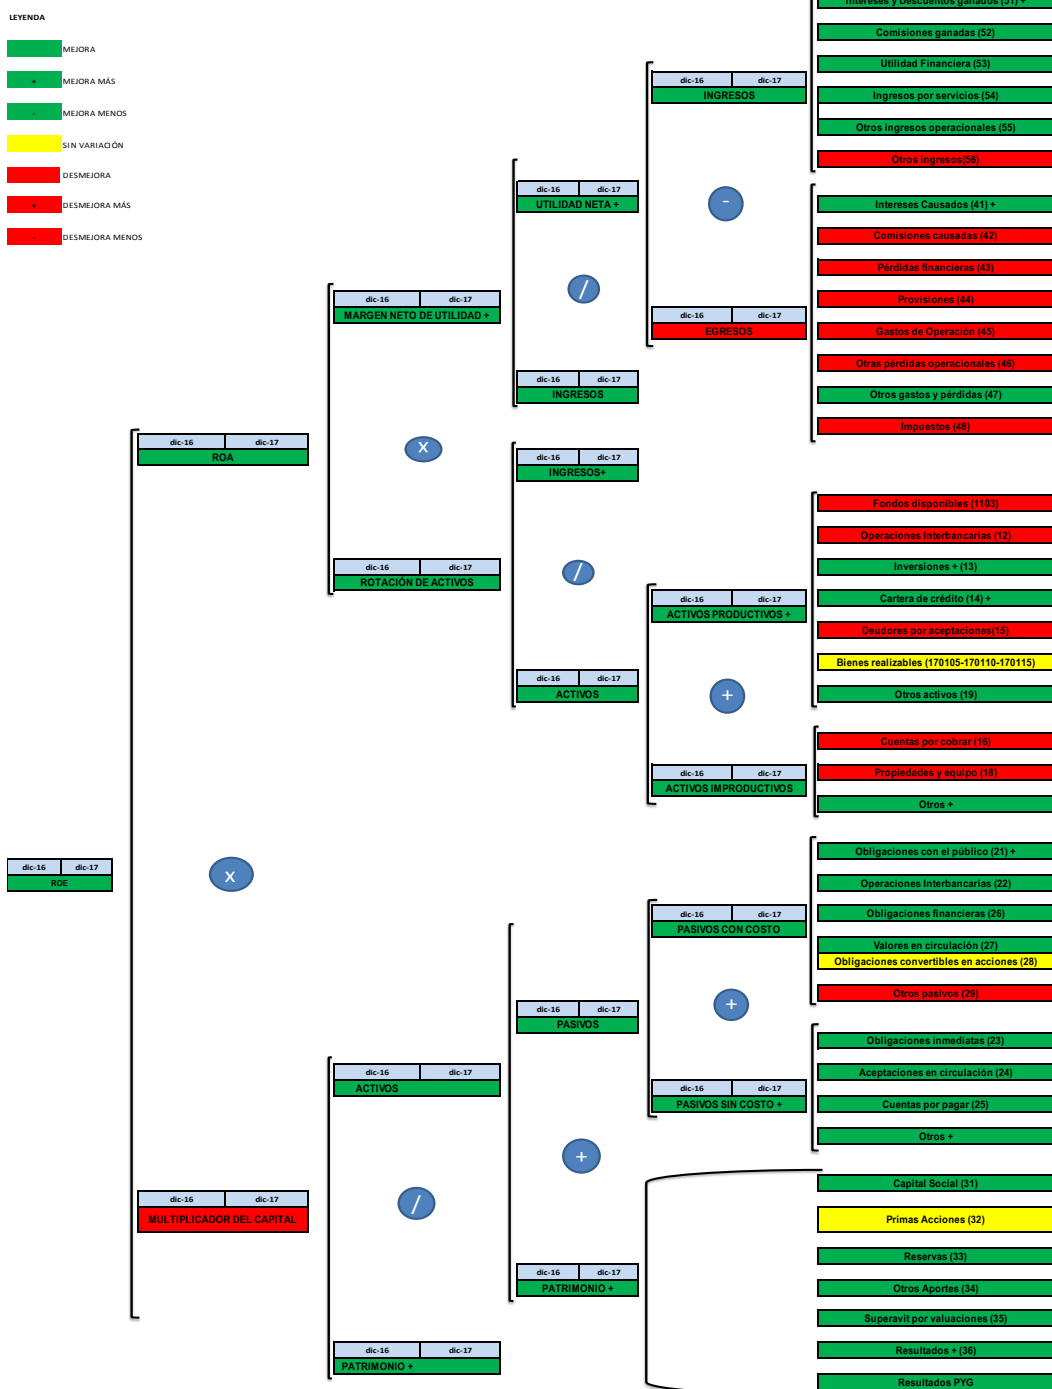 LEYENDA
MEJORA
+ MEJORA MÁS
- MEJORA MENOS
SIN VARIACIÓN
DESMEJORA
+ DESMEJORA MÁS
- DESMEJORA MENOS
dic-16 dic-17
ROE
x
dic-16 dic-17
ROA
dic-16 dic-17
MULTIPLICADOR DEL CAPITAL
dic-16 dic-17
MARGEN NETO DE UTILIDAD +
X
dic-16 dic-17
ROTACIÓN DE ACTIVOS
dic-16 dic-17
ACTIVOS
/
dic-16 dic-17
PATRIMONIO +
dic-16 dic-17
UTILIDAD NETA +
/
dic-16 dic-17
INGRESOS
dic-16 dic-17
INGRESOS+
/
dic-16 dic-17
ACTIVOS
dic-16 dic-17
PASIVOS
+
dic-16 dic-17
PATRIMONIO +
dic-16 dic-17
INGRESOS
-
dic-16 dic-17
EGRESOS
dic-16 dic-17
ACTIVOS PRODUCTIVOS +
+
dic-16 dic-17
ACTIVOS IMPRODUCTIVOS
dic-16 dic-17
PASIVOS CON COSTO
+
dic-16 dic-17
PASIVOS SIN COSTO +
Intereses y Descuentos ganados (51) +
Comisiones ganadas (52)
Utilidad Financiera (53)
Ingresos por servicios (54)
Otros ingresos operacionales (55)
Otros ingresos(56)
Intereses Causados (41) +
Comisiones causadas (42)
Pérdidas financieras (43)
Provisiones (44)
Gastos de Operación (45)
Otras pérdidas operacionales (46)
Otros gastos y pérdidas (47)
Impuestos (48)
Fondos disponibles (1103)
Operaciones Interbancarias (12)
Inversiones + (13)
Cartera de crédito (14) +
Deudores por aceptaciones(15)
Bienes realizables (170105-170110-170115)
Otros activos (19)
Cuentas por cobrar (16)
Propiedades y equipo (18)
Otros +
Obligaciones con el público (21) +
Operaciones Interbancarias (22)
Obligaciones financieras (26)
Valores en circulación (27)
Obligaciones convertibles en acciones (28)
Otros pasivos (29)
Obligaciones inmediatas (23)
Aceptaciones en circulación (24)
Cuentas por pagar (25)
Otros +
Capital Social (31)
Primas Acciones (32)
Reservas (33)
Otros Aportes (34)
Superavit por valuaciones (35)
Resultados + (36)
Resultados PYG